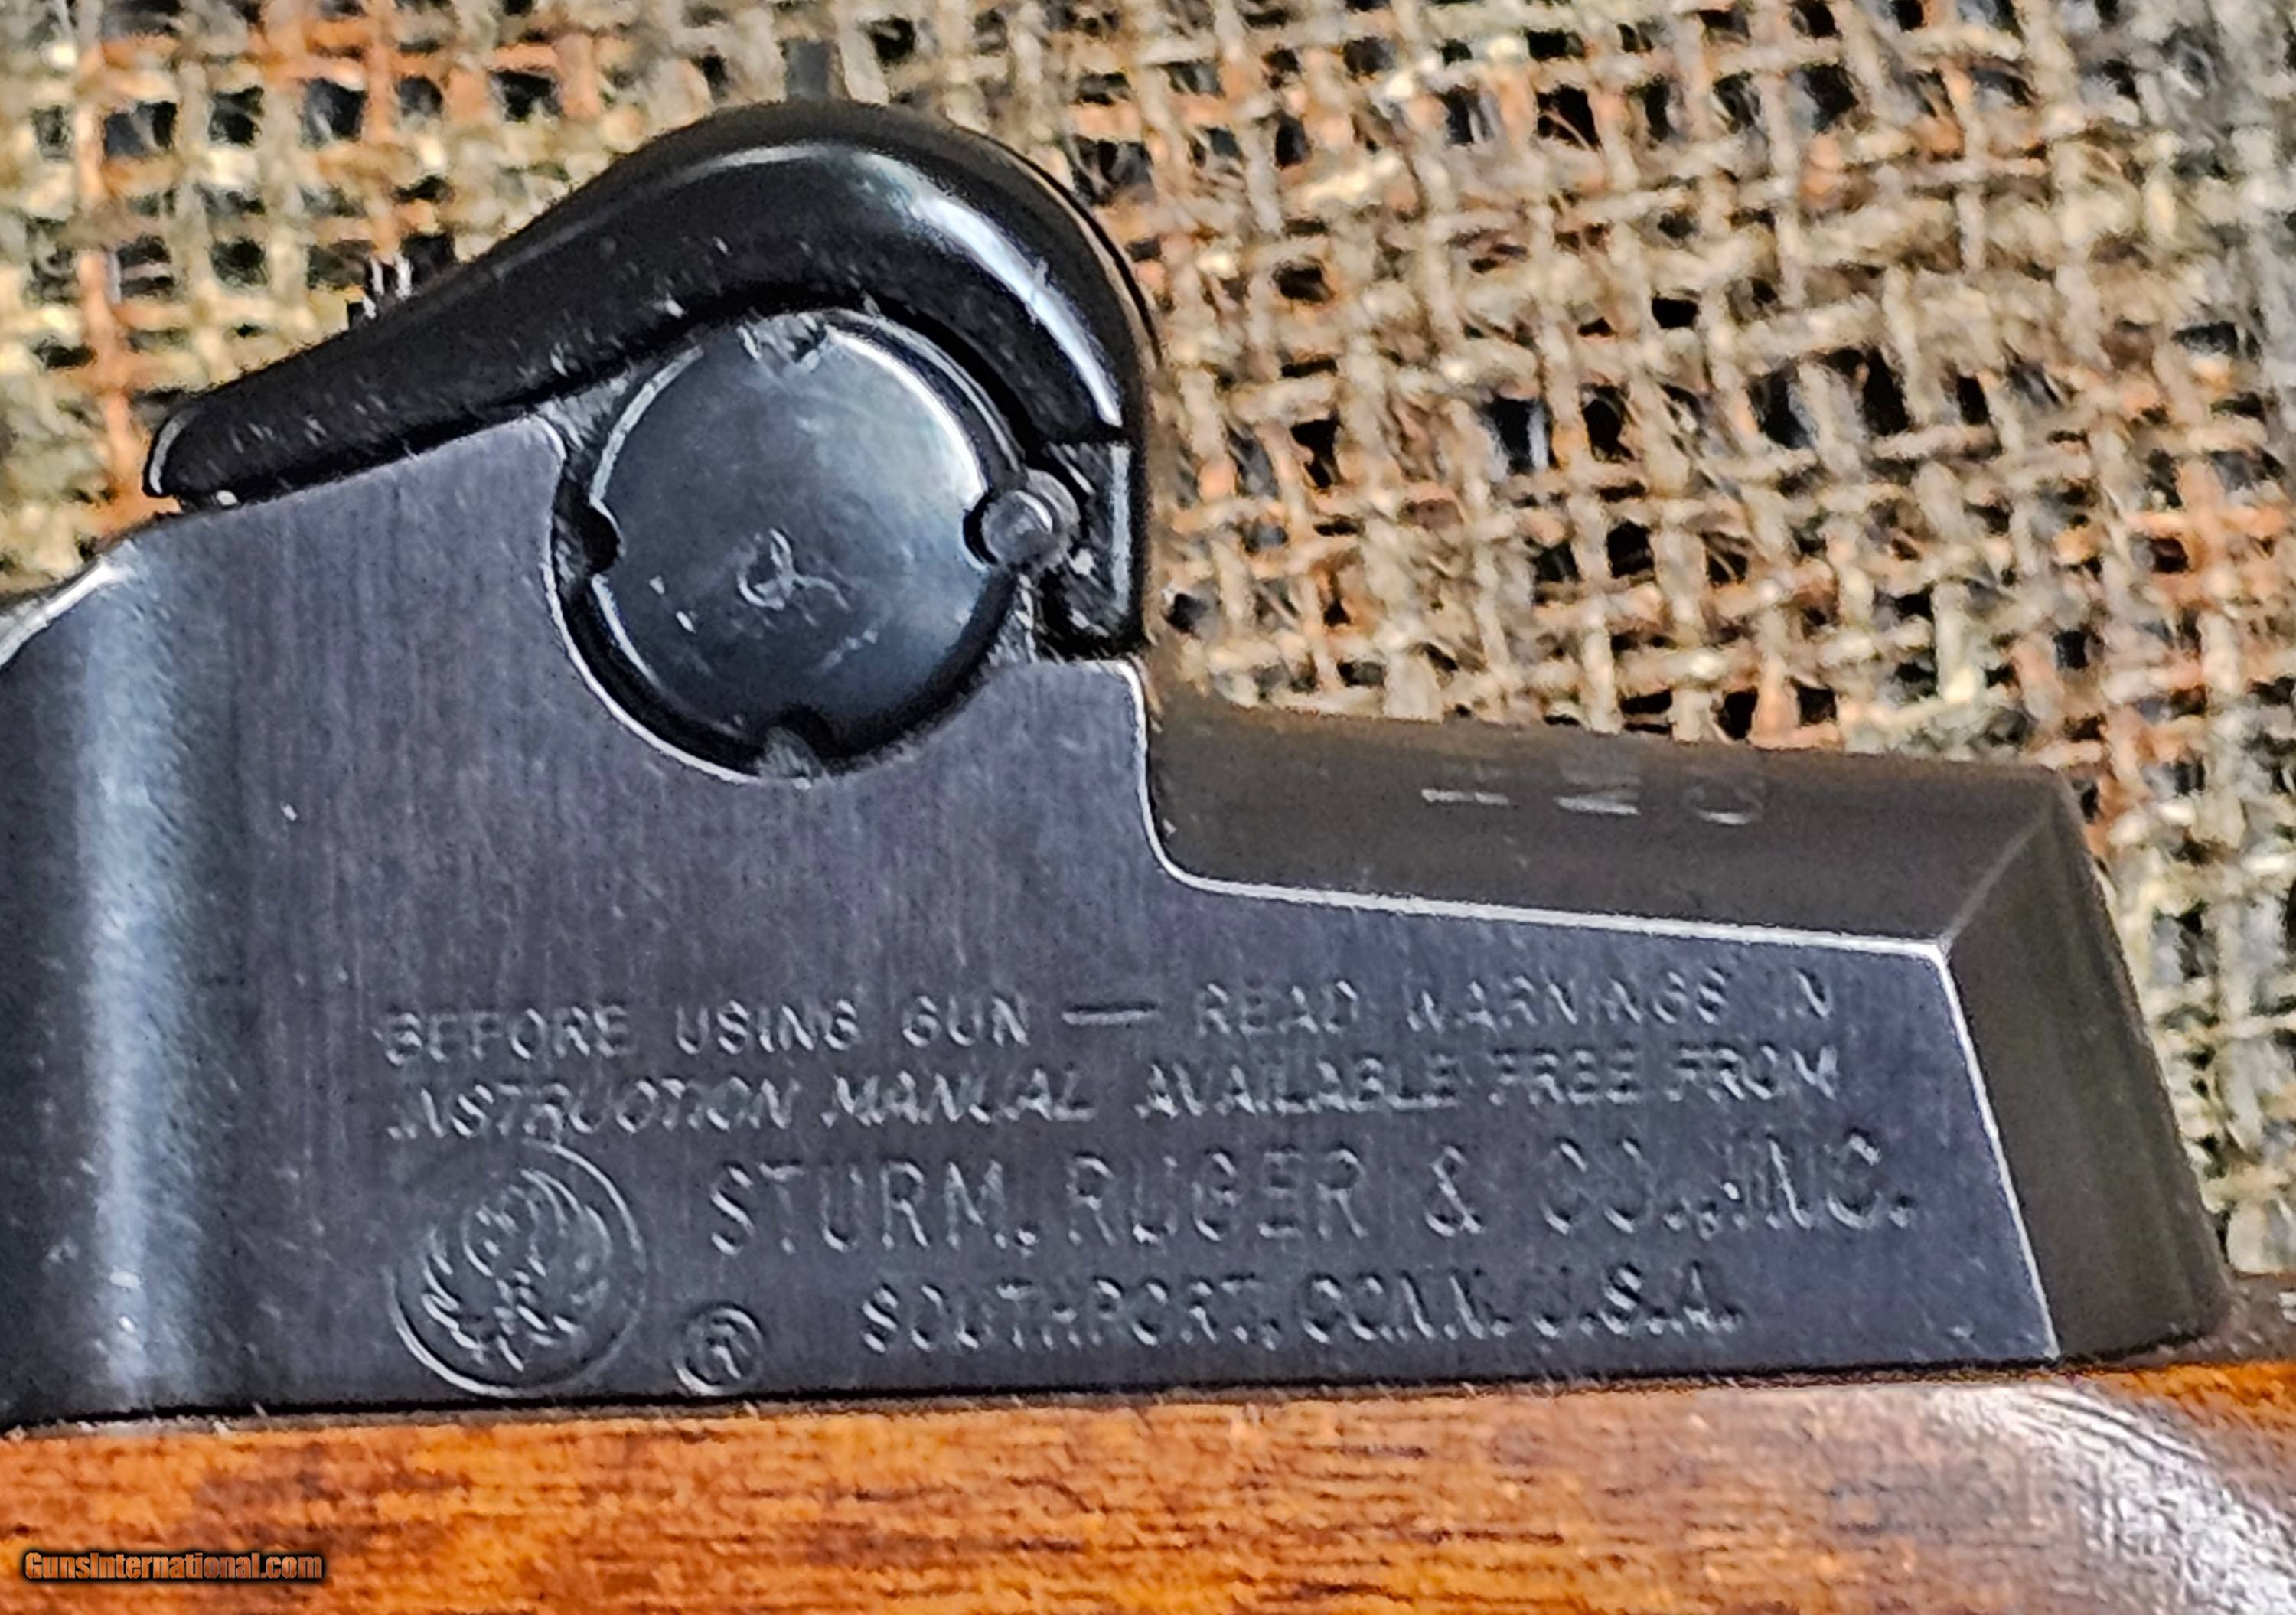 BEFORE USING GUN — READ WARNINGS IN
INSTRUCTION MANUAL AVAILABLE FREE FROM
STURM, RUGER & CO., INC.
® SOUTHPORT, CONN. U.S.A.
GunsInternational.com